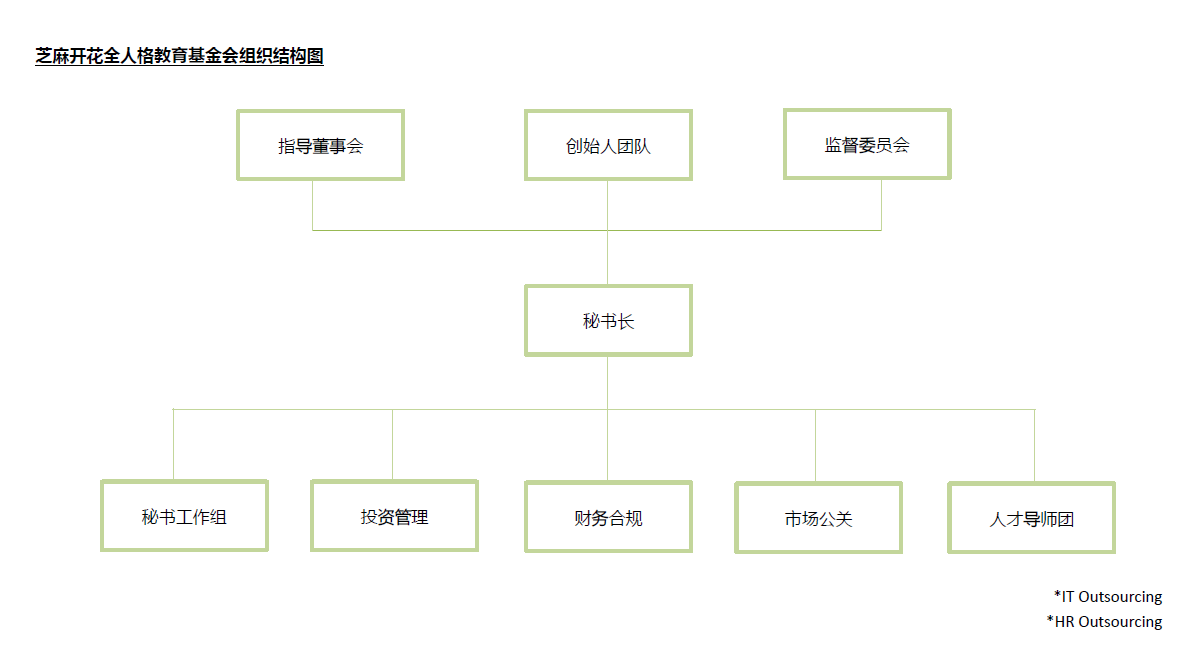 芝麻开花全人格教育基金会组织结构图
指导董事会
创始人团队
监督委员会
秘书长
秘书工作组
投资管理
财务合规
市场公关
人才导师团
*IT Outsourcing
*HR Outsourcing